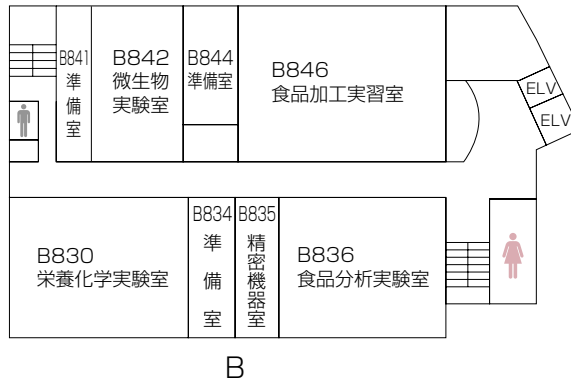 B841
準備室
B842
微生物
実験室
B844
準備室
B846
食品加工実習室
ELV
ELV
B830
栄養化学実験室
B834
準備室
B835
精密機器室
B836
食品分析実験室
B